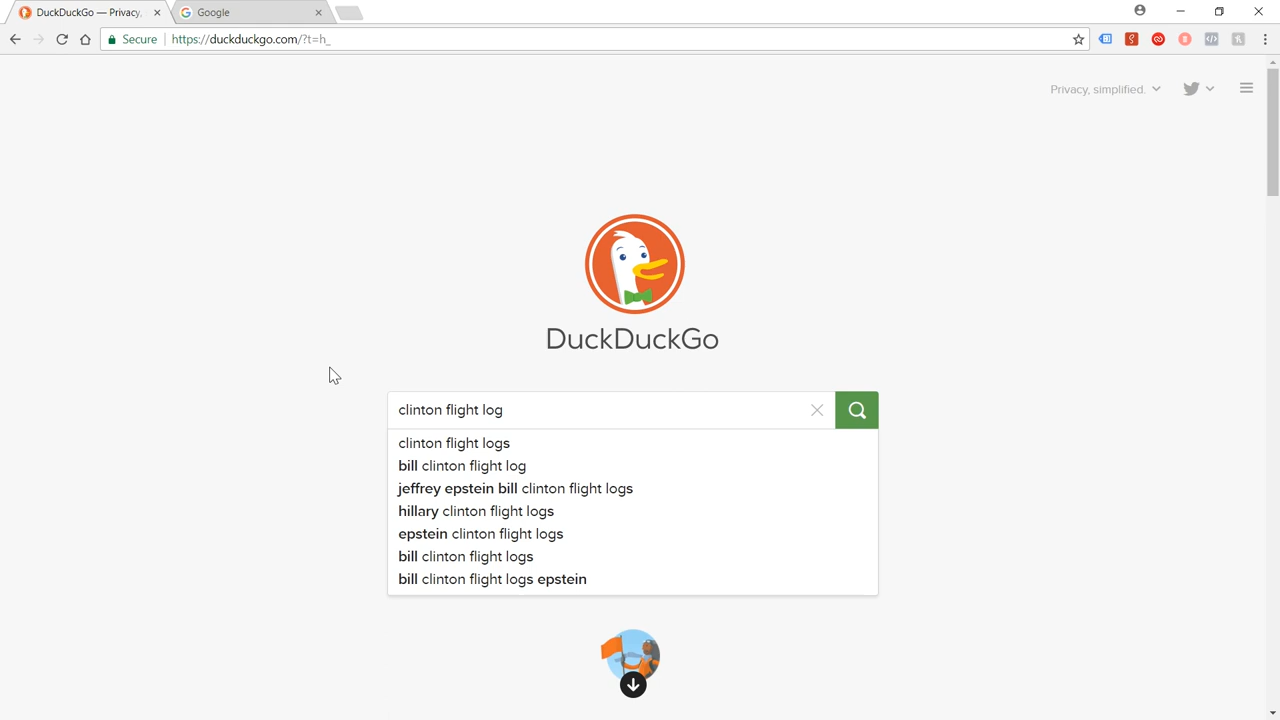 DuckDuckGo — Privacy,
Google
Secure
https://duckduckgo.com/?t=h_
Privacy, simplified.
DuckDuckGo
clinton flight log
clinton flight logs
bill clinton flight log
jeffrey epstein bill clinton flight logs
hillary clinton flight logs
epstein clinton flight logs
bill clinton flight logs
bill clinton flight logs epstein